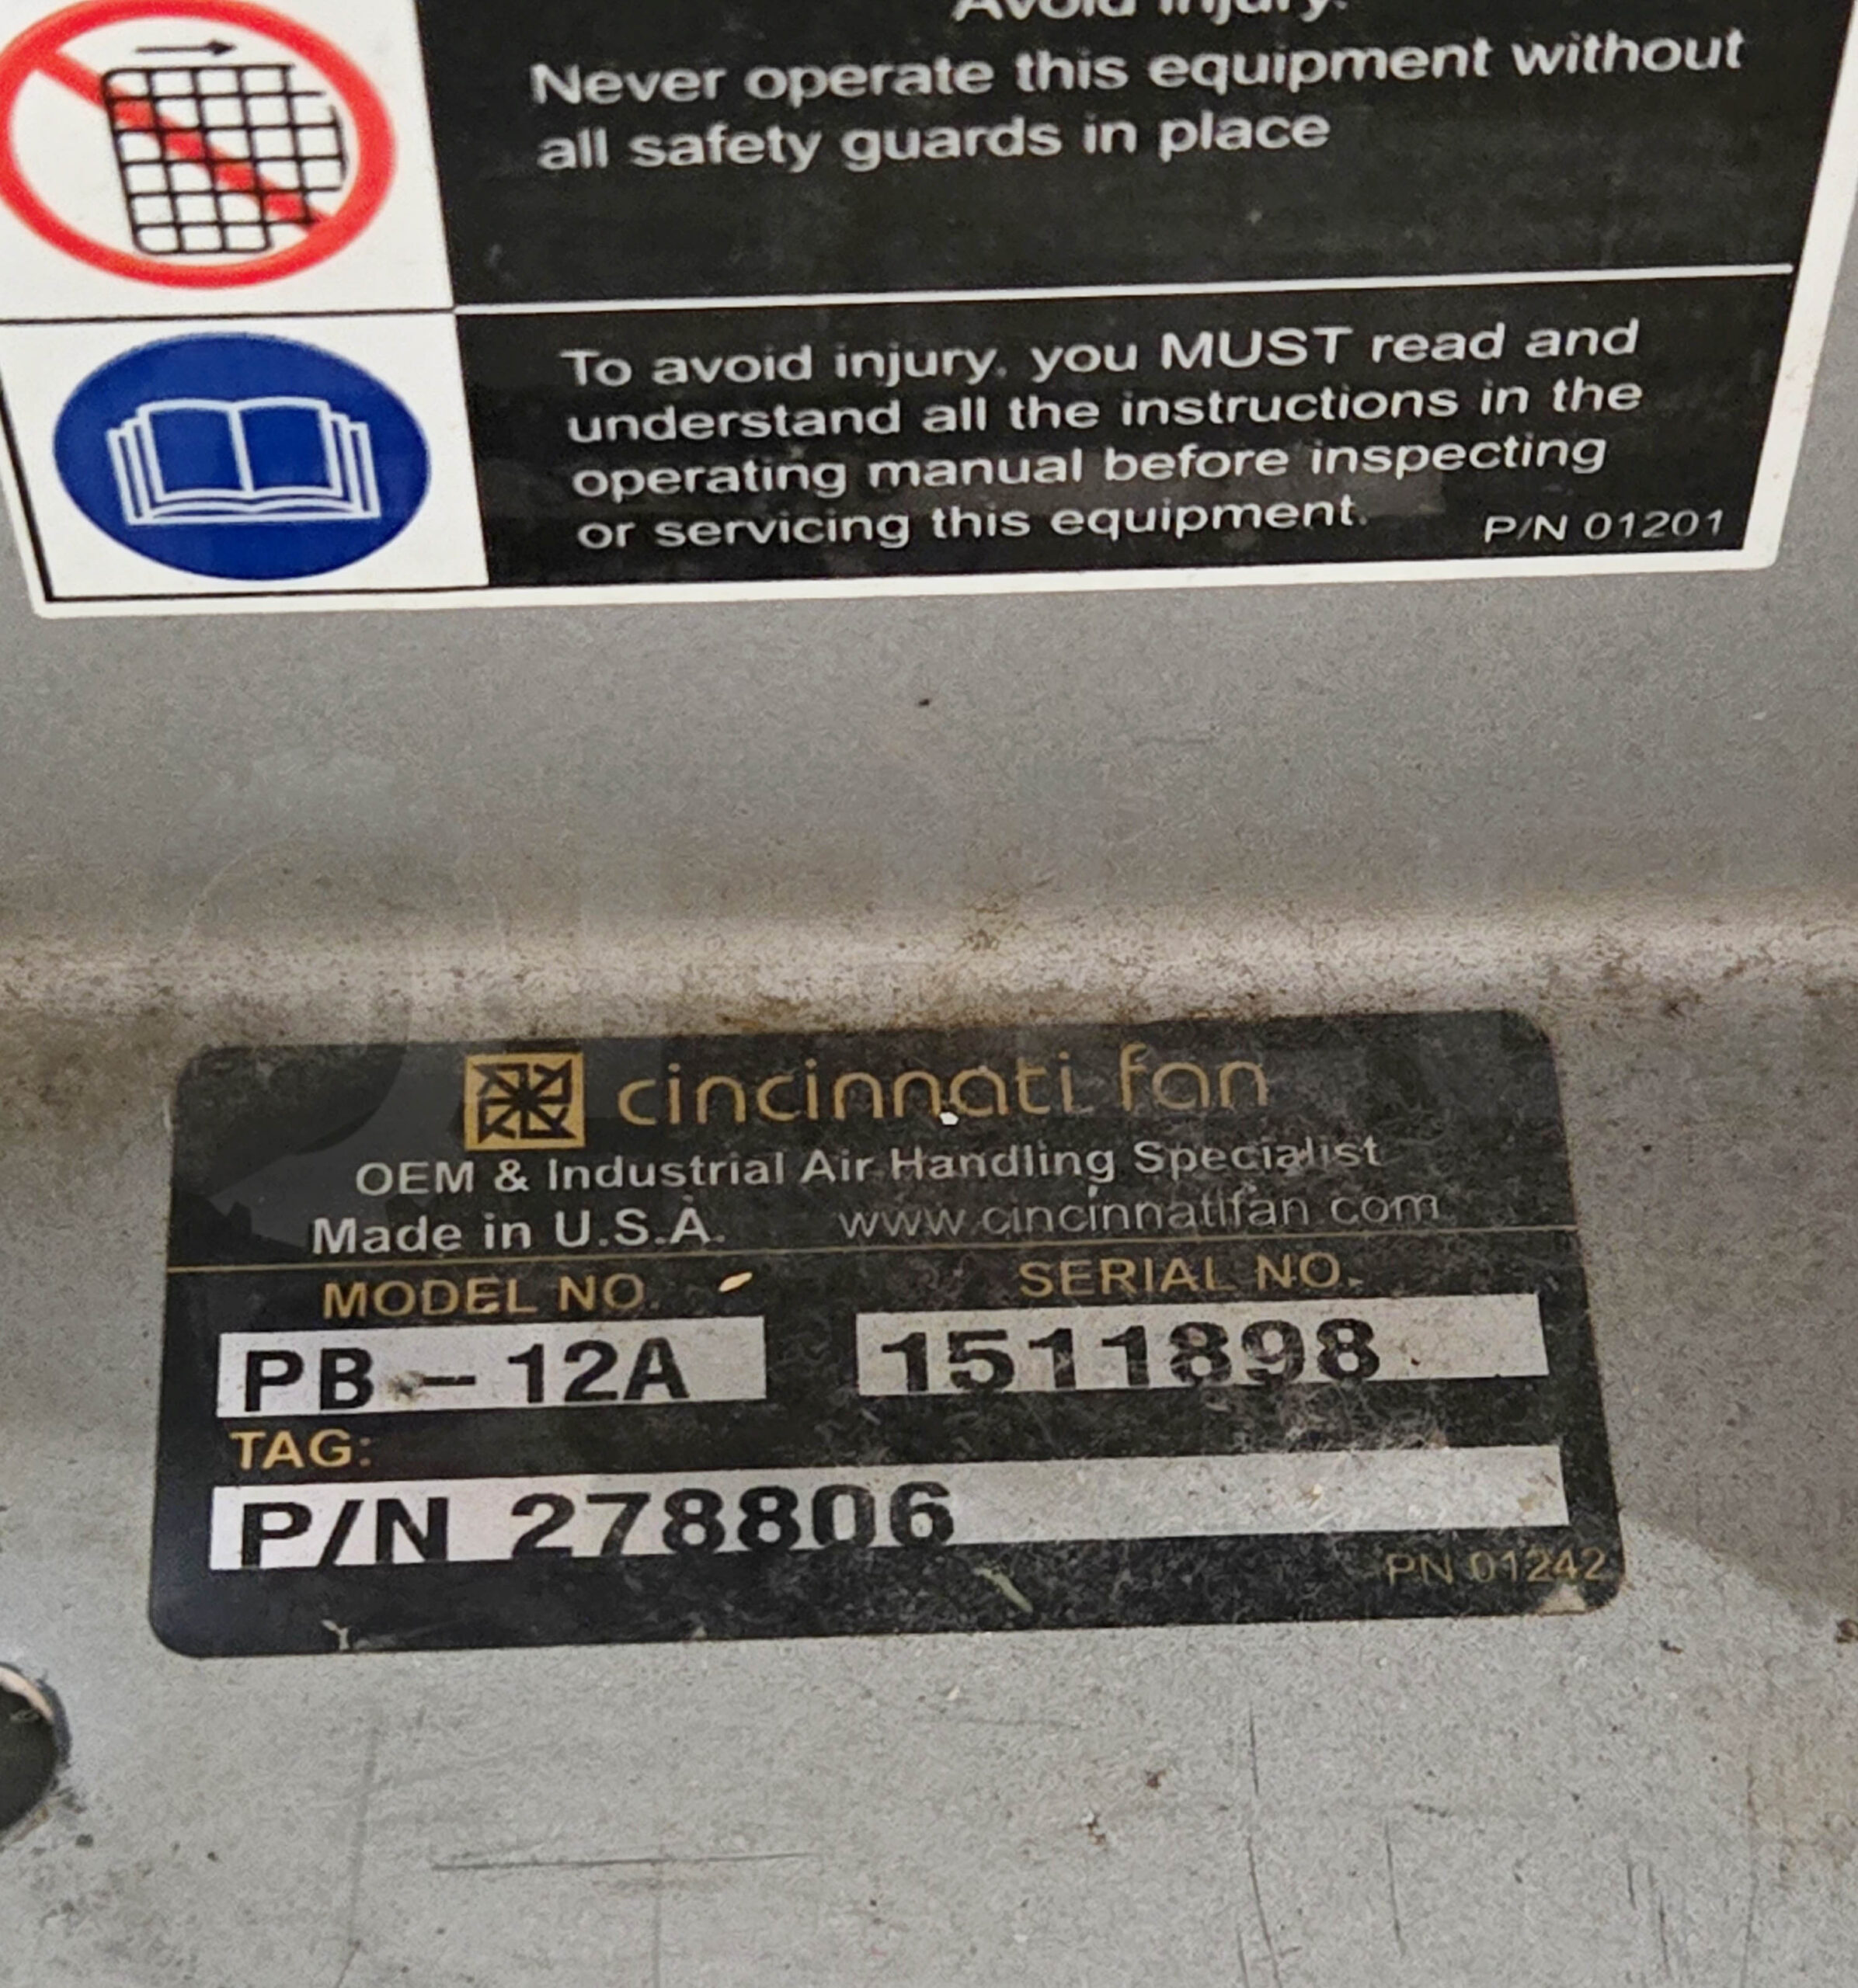 Avoid injury.
Never operate this equipment without
all safety guards in place
To avoid injury, you MUST read and
understand all the instructions in the
operating manual before inspecting
or servicing this equipment.
P/N 01201
cincinnati fan
OEM & Industrial Air Handling Specialist
Made in U.S.A. www.cincinnatifan.com
MODEL NO. SERIAL NO.
PB - 12A 1511898
TAG:
P/N 278806
PN 01242